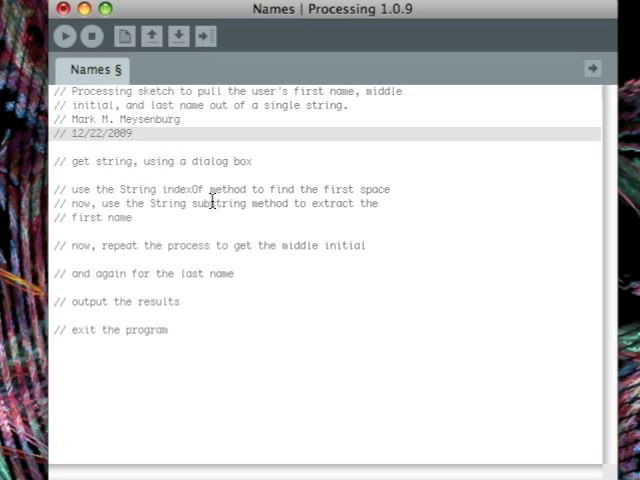 Names | Processing 1.0.9
Names §
// Processing sketch to pull the user's first name, middle
// initial, and last name out of a single string.
// Mark M. Meysenburg
// 12/22/2009
// get string, using a dialog box
// use the String indexOf method to find the first space
// now, use the String substring method to extract the
// first name
// now, repeat the process to get the middle initial
// and again for the last name
// output the results
// exit the program